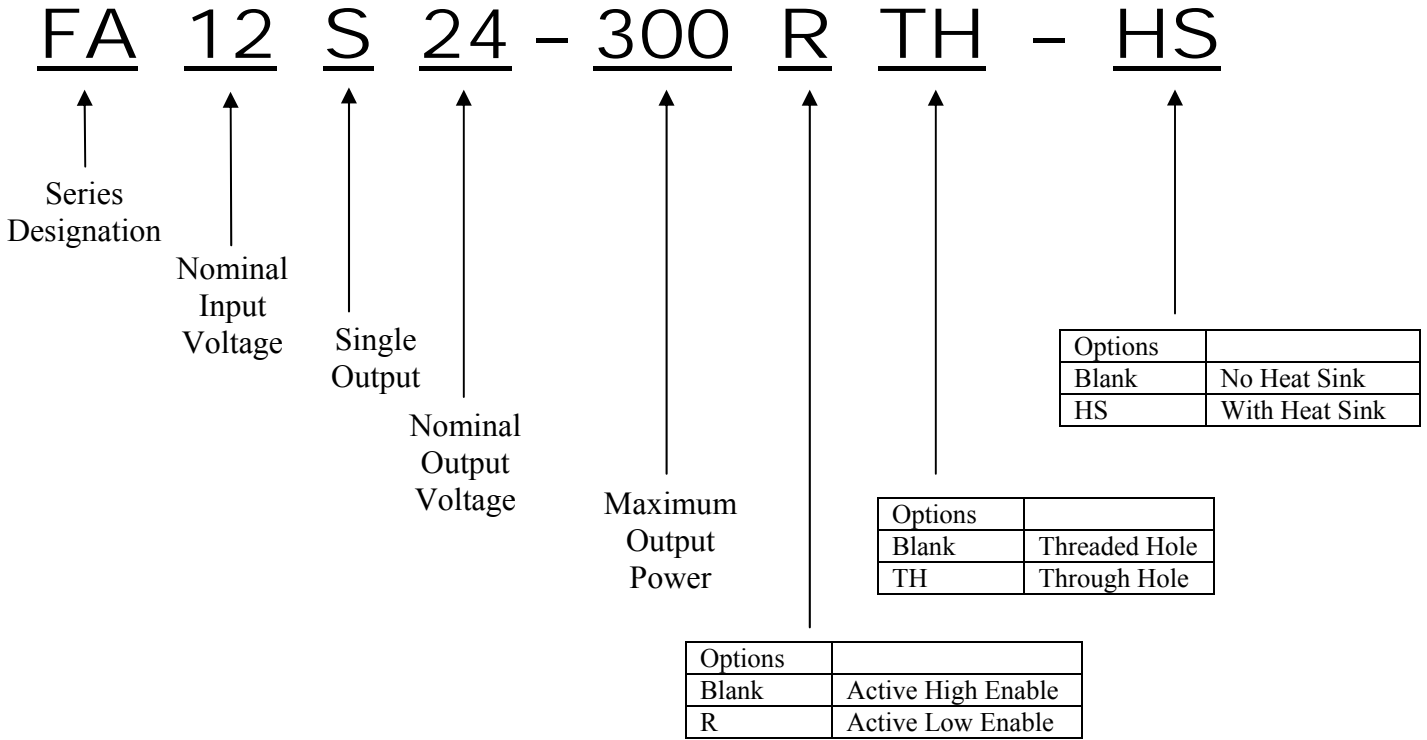 FA 12 S 24 – 300 R TH – HS
Series
Designation
Nominal
Input
Voltage
Single
Output
Nominal
Output
Voltage
Maximum
Output
Power
Options
Blank Active High Enable
R Active Low Enable
Options
Blank Threaded Hole
TH Through Hole
Options
Blank No Heat Sink
HS With Heat Sink